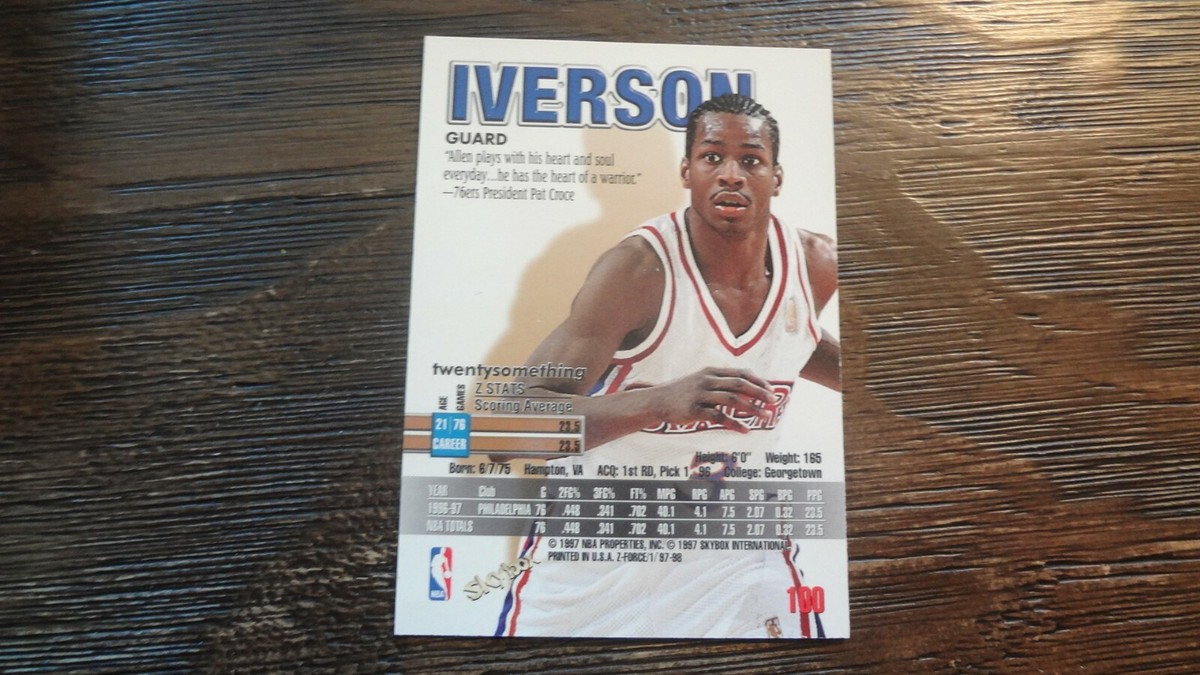 IVERSON
GUARD
"Allen plays with his heart and soul
everyday...he has the heart of a warrior."
—76ers President Pat Croce
twentysomething
AGE GAMES Z STATS
Scoring Average
21 76 23.5
CAREER 23.5
Height: 6'0" Weight: 165
Born: 6/7/75 Hampton, VA ACQ: 1st RD, Pick 1, 96 College: Georgetown
YEAR Club G 2FG% 3FG% FT% MPG RPG APG SPG BPG PPG
1996-97 PHILADELPHIA 76 .448 .341 .702 40.1 4.1 7.5 2.07 0.32 23.5
NBA TOTALS 76 .448 .341 .702 40.1 4.1 7.5 2.07 0.32 23.5
© 1997 NBA PROPERTIES, INC. © 1997 SKYBOX INTERNATIONAL
PRINTED IN U.S.A. Z-FORCE/1/ 97-98
NBA
Skybox
100